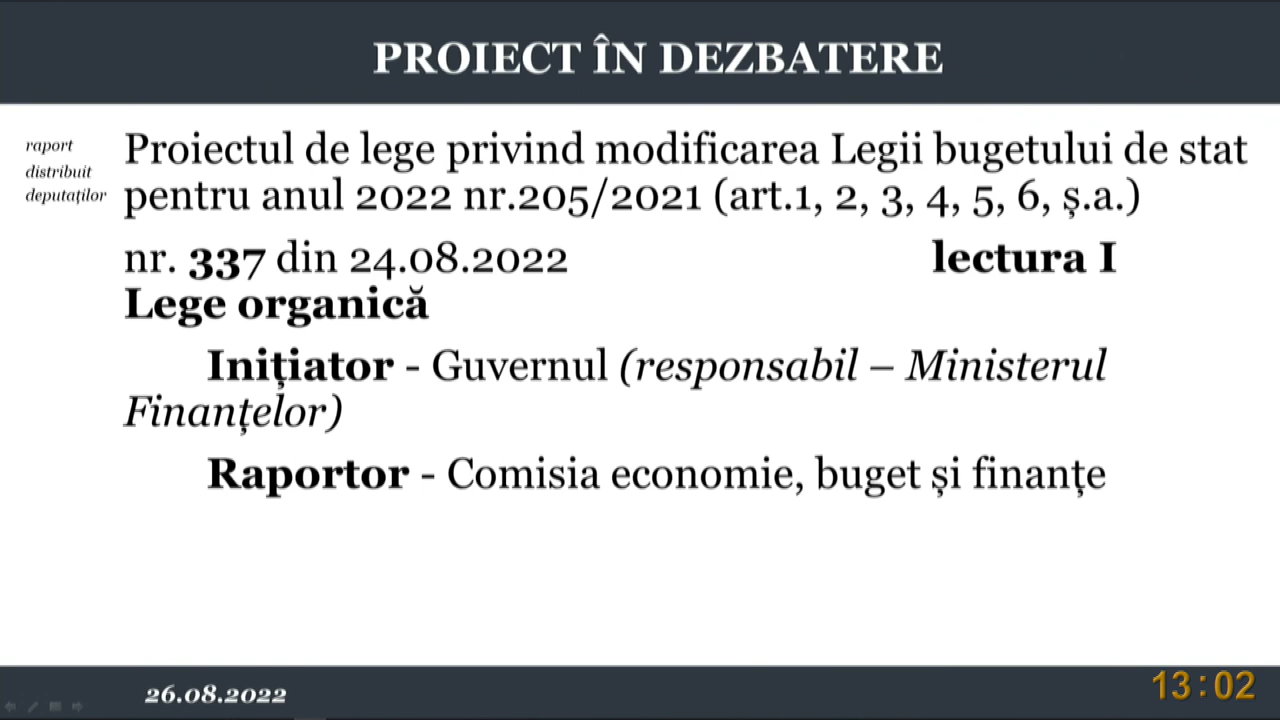 PROIECT ÎN DEZBATERE
raport
distribuit
deputaților
Proiectul de lege privind modificarea Legii bugetului de stat
pentru anul 2022 nr.205/2021 (art.1, 2, 3, 4, 5, 6, ș.a.)
nr. 337 din 24.08.2022 lectura I
Lege organică
Inițiator - Guvernul (responsabil – Ministerul
Finanțelor)
Raportor - Comisia economie, buget și finanțe
26.08.2022
13:02